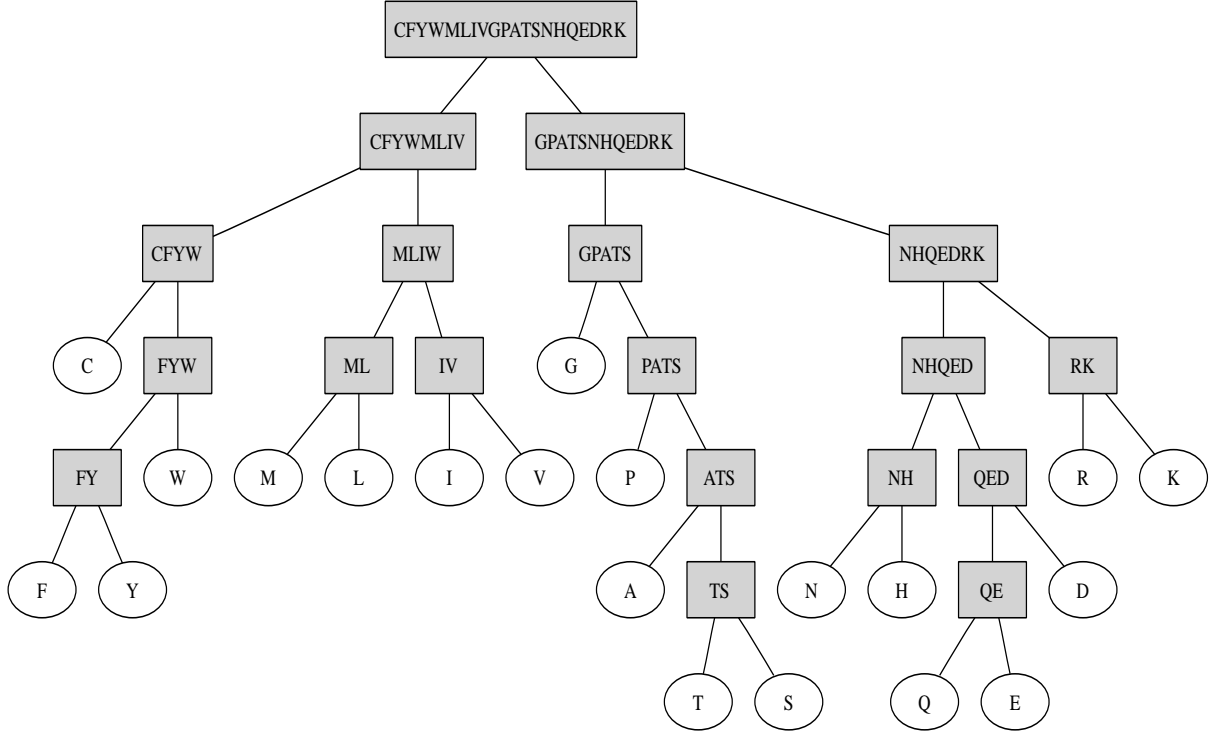 CFYWMLIVGPATSNHQEDRK
CFYWMLIV GPATSNHQEDRK
CFYW MLIW GPATS NHQEDRK
C FYW ML IV G PATS NHQED RK
FY W M L I V P ATS NH QED R K
F Y A TS N H QE D
T S Q E